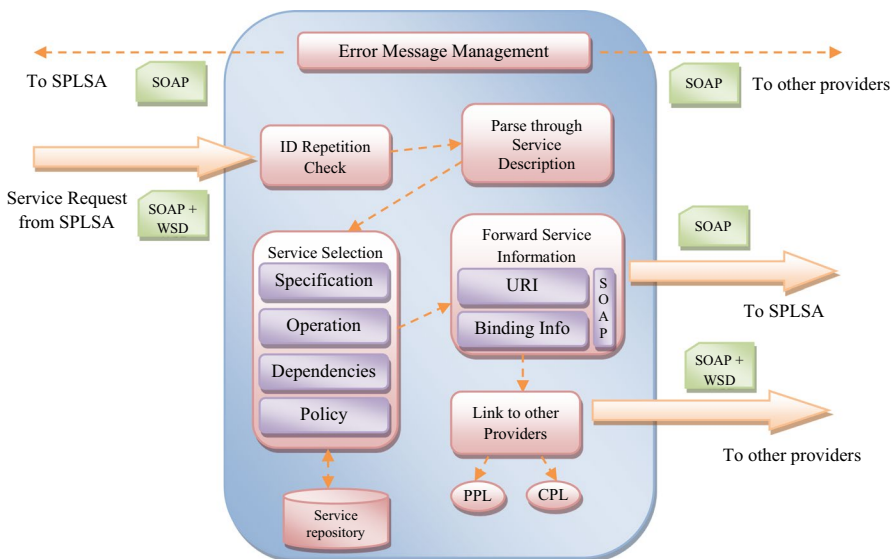 Error Message Management
To SPLSA
SOAP
SOAP
To other providers
ID Repetition
Check
Parse through
Service
Description
Service Request
from SPLSA
SOAP +
WSD
Service Selection
Specification
Operation
Dependencies
Policy
Forward Service
Information
URI
Binding Info
SOAP
SOAP
To SPLSA
SOAP +
WSD
Link to other
Providers
To other providers
PPL
CPL
Service
repository